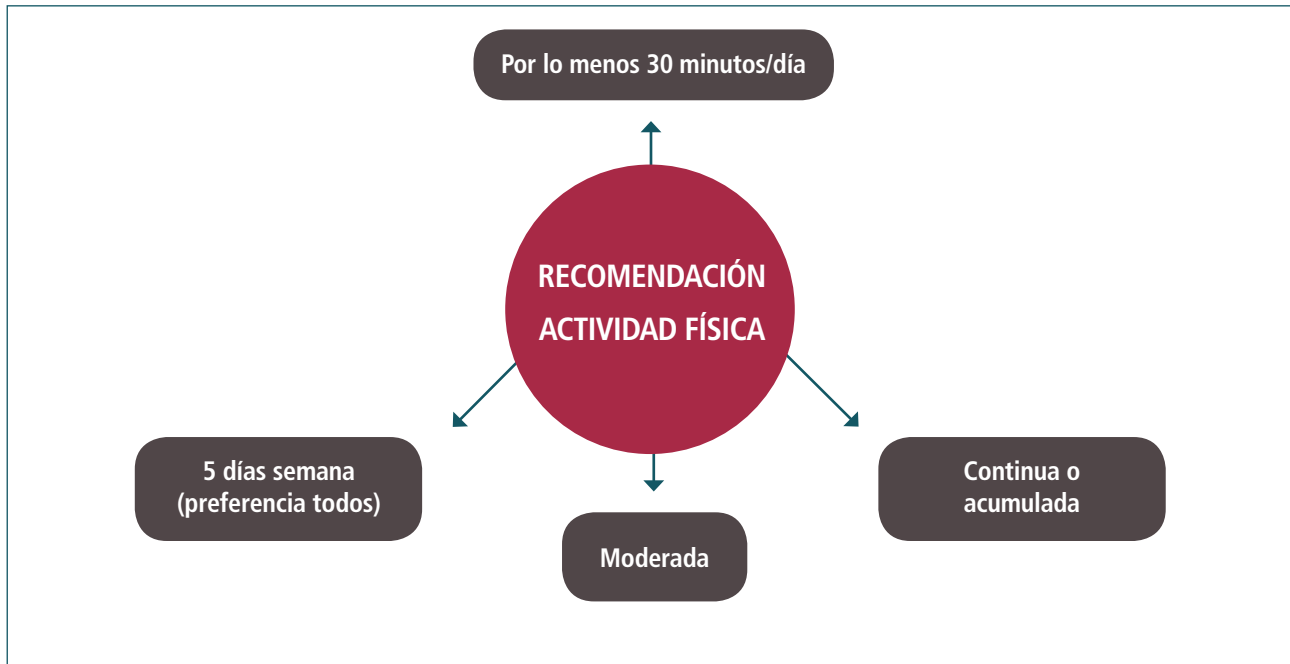 Por lo menos 30 minutos/día
RECOMENDACIÓN
ACTIVIDAD FÍSICA
5 días semana
(preferencia todos)
Continua o
acumulada
Moderada